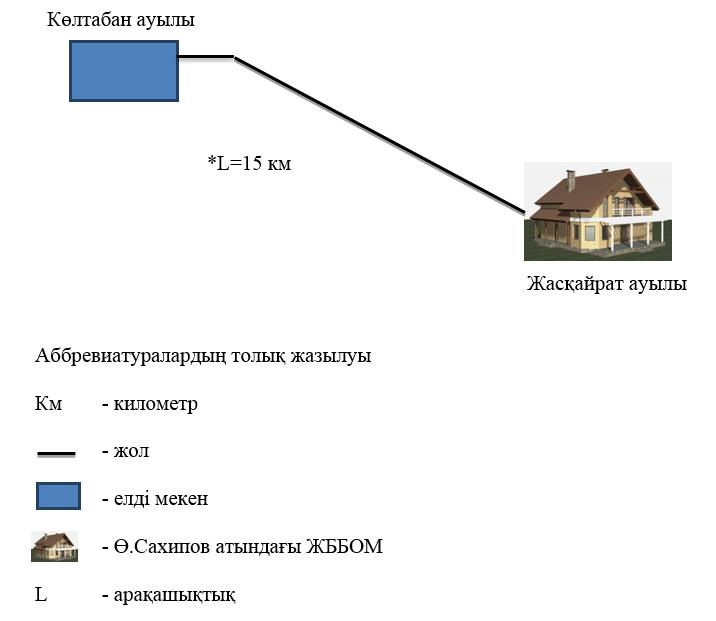 Көлтабан ауылы
*L=15 км
Жасқайрат ауылы
Аббревиатуралардың толық жазылуы
Км - километр
- жол
- елді мекен
- Ө.Сахипов атындағы ЖББОМ
L - арақашықтық